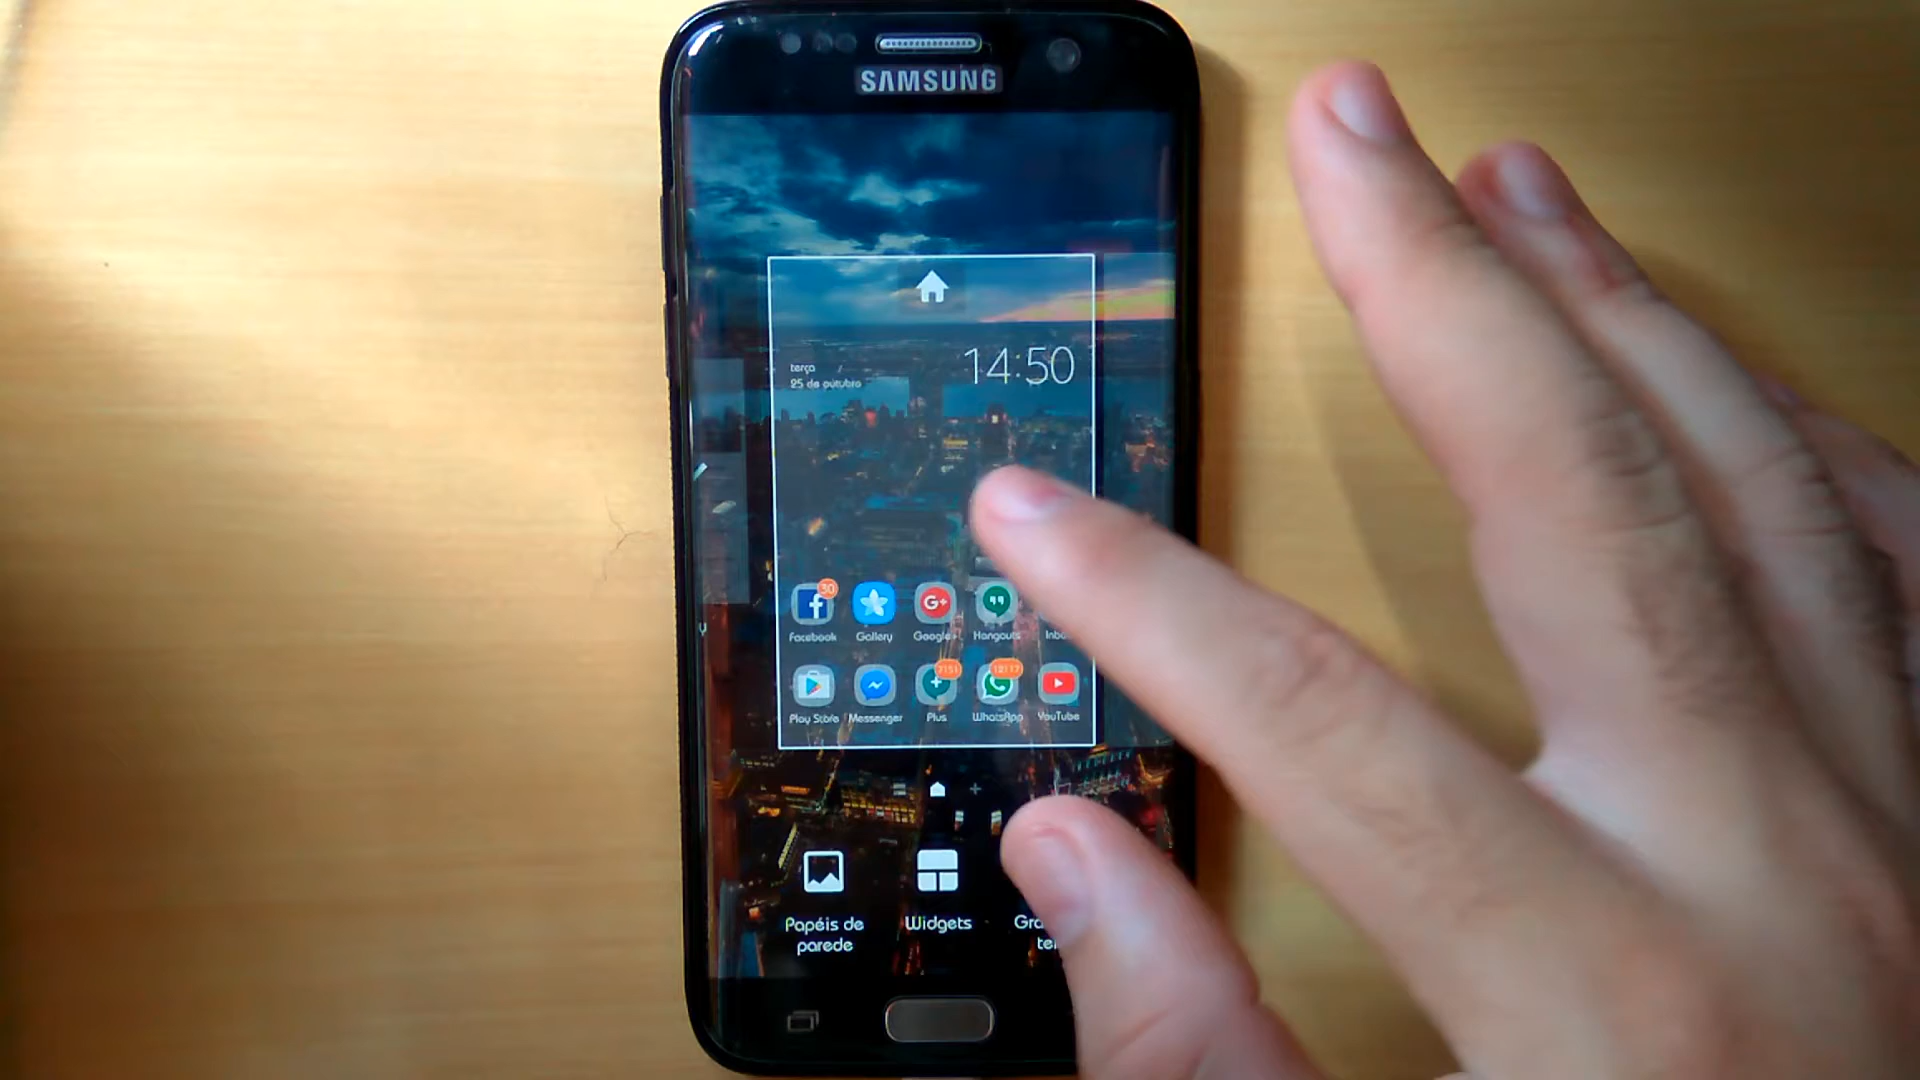 SAMSUNG
14:50
terça
25 de outubro
30
Facebook
Gallery
Google+
Hangouts
Play Store
Messenger
Plus
WhatsApp
YouTube
Papéis de
parede
Widgets